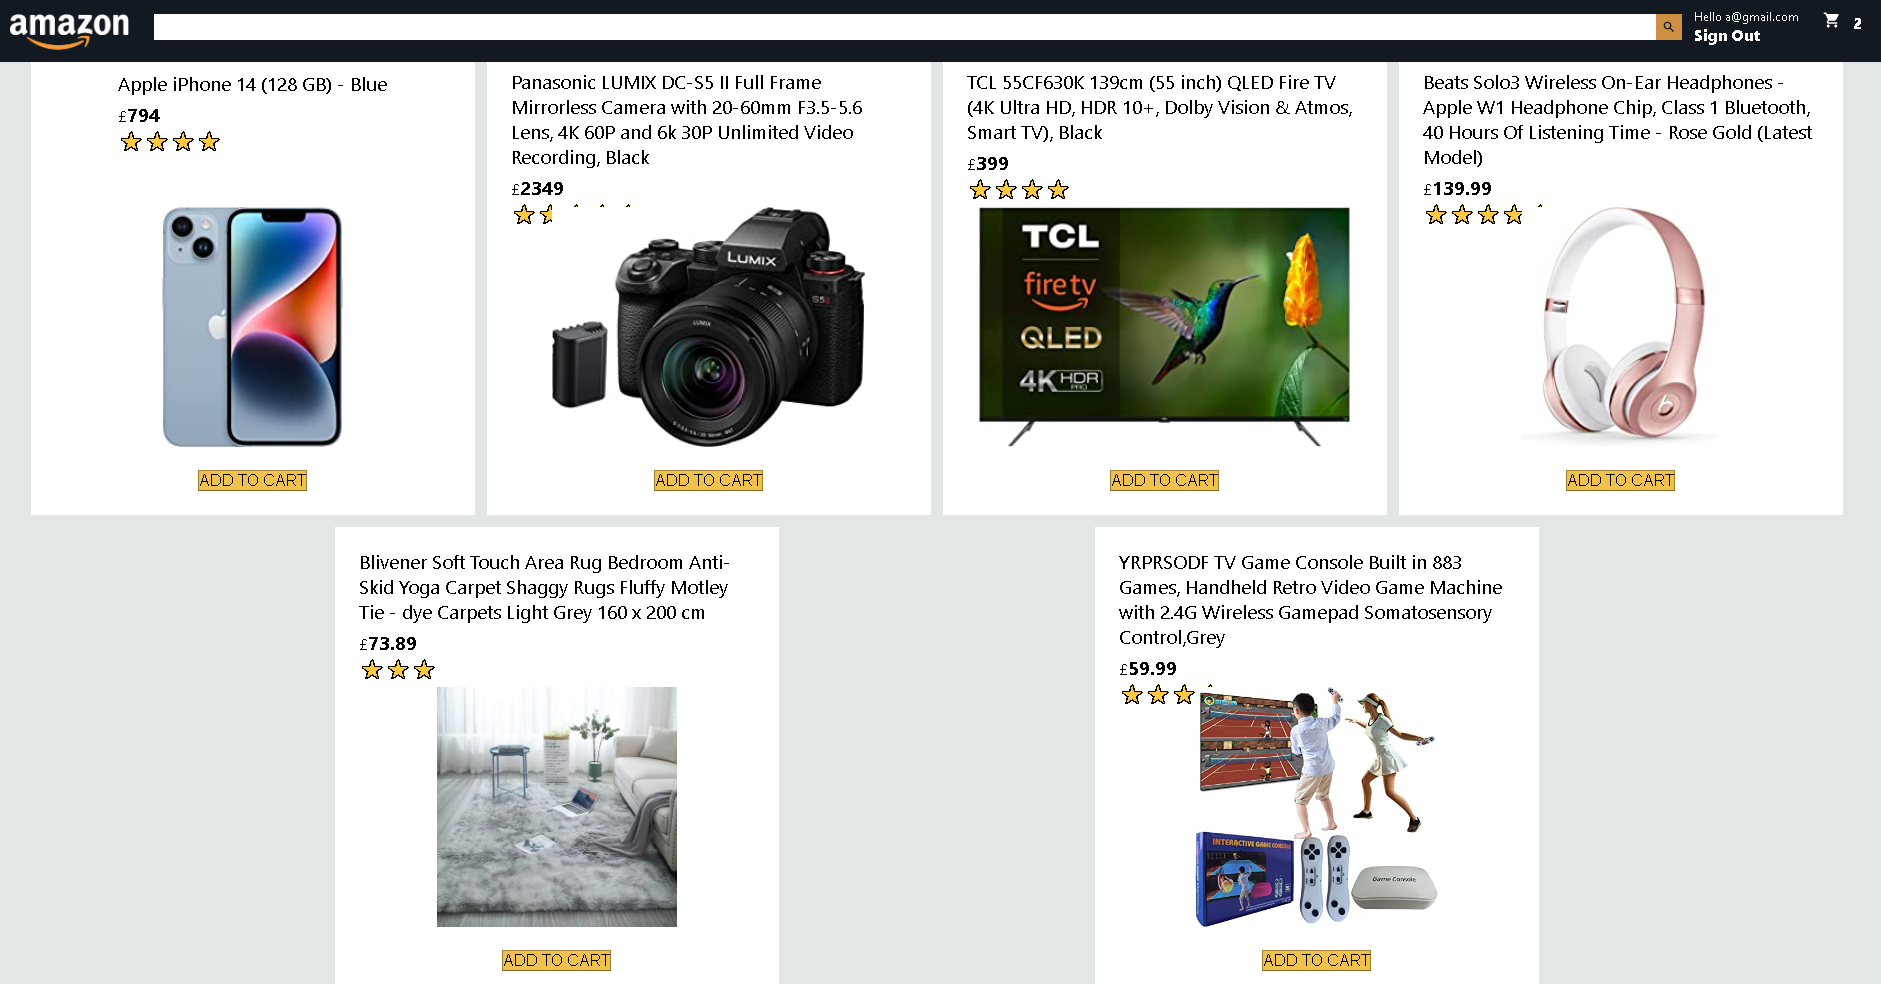 amazon
Hello a@gmail.com
Sign Out
2
Apple iPhone 14 (128 GB) - Blue
£794
ADD TO CART
Panasonic LUMIX DC-S5 II Full Frame
Mirrorless Camera with 20-60mm F3.5-5.6
Lens, 4K 60P and 6k 30P Unlimited Video
Recording, Black
£2349
LUMIX
S5II
LUMIX
ADD TO CART
TCL 55CF630K 139cm (55 inch) QLED Fire TV
(4K Ultra HD, HDR 10+, Dolby Vision & Atmos,
Smart TV), Black
£399
TCL
fire tv
QLED
4K HDR
PRO
ADD TO CART
Beats Solo3 Wireless On-Ear Headphones -
Apple W1 Headphone Chip, Class 1 Bluetooth,
40 Hours Of Listening Time - Rose Gold (Latest
Model)
£139.99
b
ADD TO CART
Blivener Soft Touch Area Rug Bedroom Anti-
Skid Yoga Carpet Shaggy Rugs Fluffy Motley
Tie - dye Carpets Light Grey 160 x 200 cm
£73.89
ADD TO CART
YRPRSODF TV Game Console Built in 883
Games, Handheld Retro Video Game Machine
with 2.4G Wireless Gamepad Somatosensory
Control,Grey
£59.99
INTERACTIVE GAME CONSOLE
Game Console
ADD TO CART